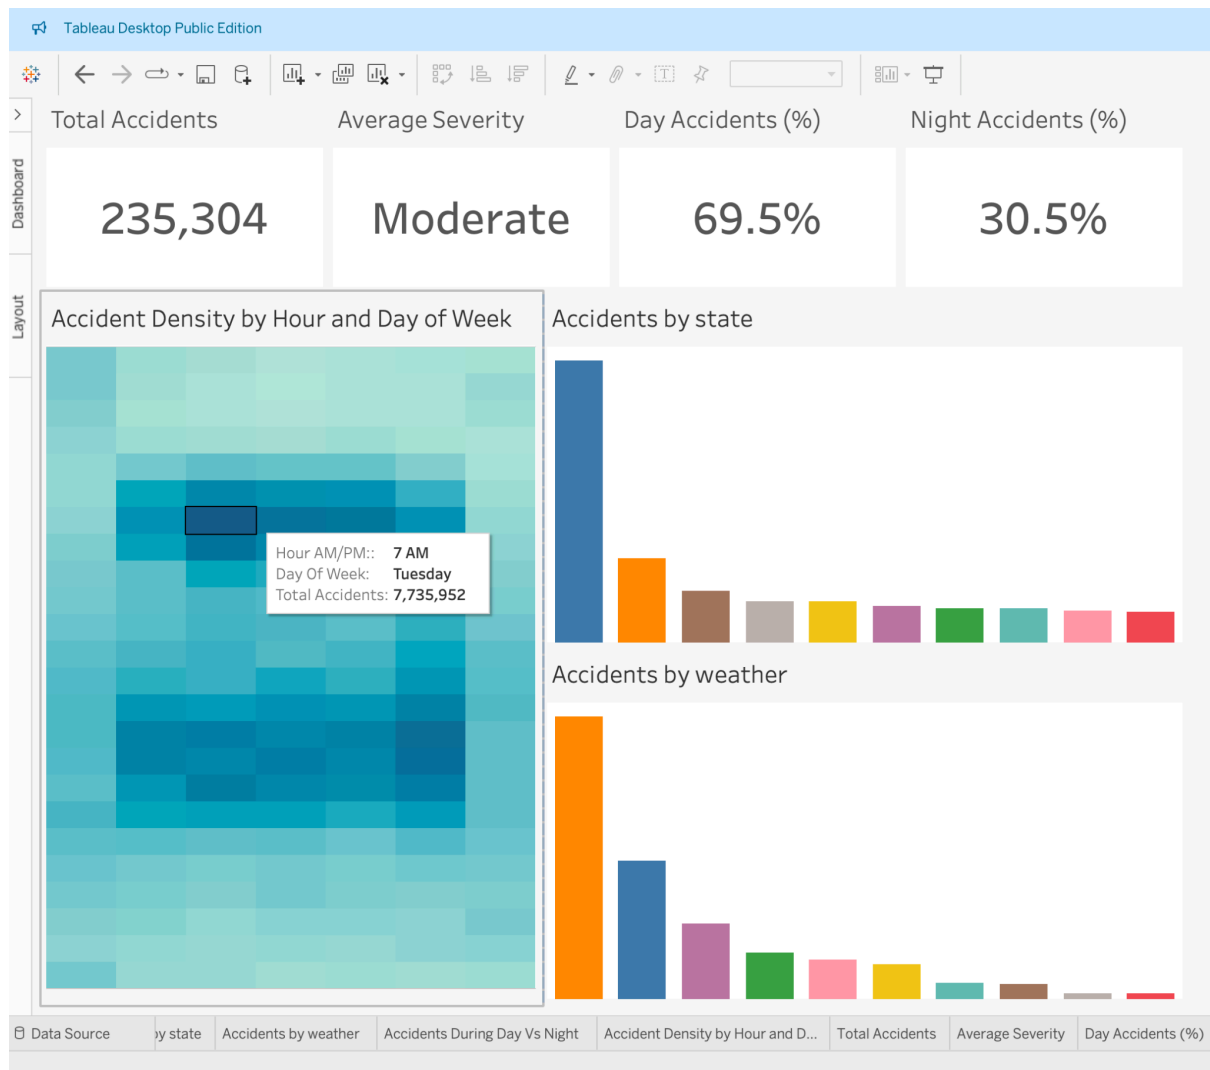 Tableau Desktop Public Edition
Total Accidents
Average Severity
Day Accidents (%)
Night Accidents (%)
Dashboard
Layout
235,304
Moderate
69.5%
30.5%
Accident Density by Hour and Day of Week
Accidents by state
Hour AM/PM:: 7 AM
Day Of Week: Tuesday
Total Accidents: 7,735,952
Accidents by weather
Data Source
by state
Accidents by weather
Accidents During Day Vs Night
Accident Density by Hour and D...
Total Accidents
Average Severity
Day Accidents (%)